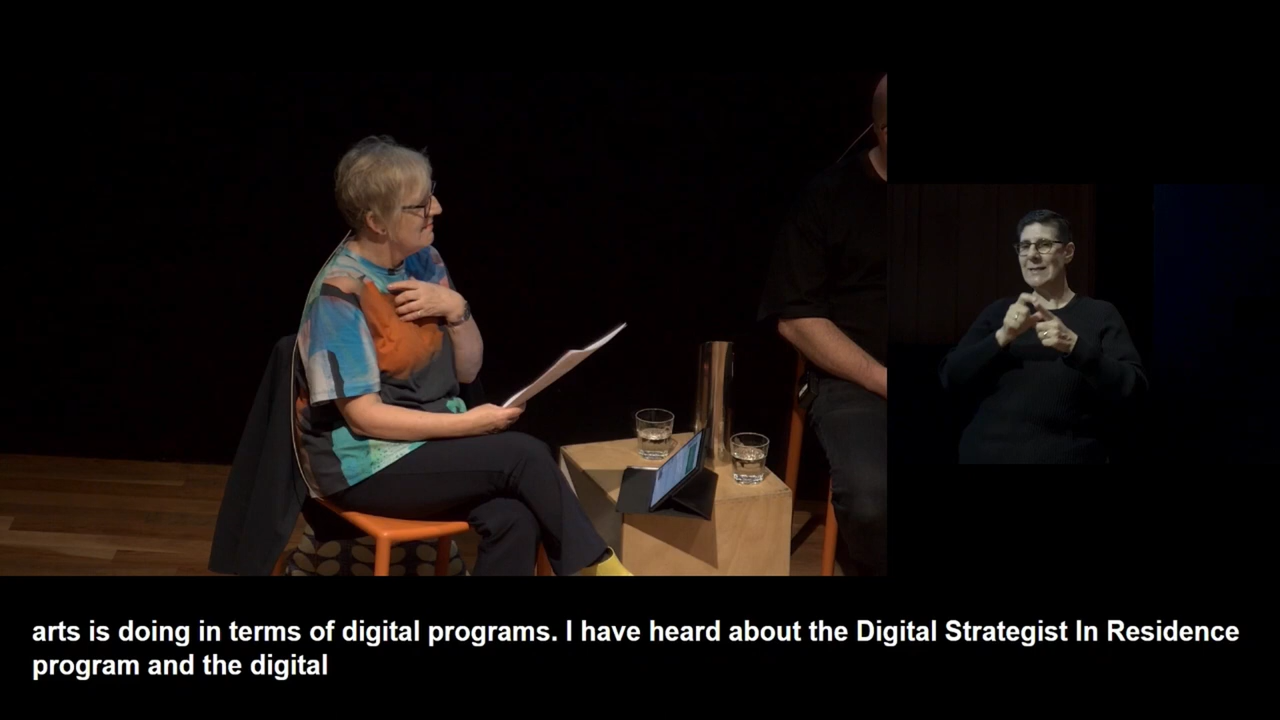 arts is doing in terms of digital programs. I have heard about the Digital Strategist In Residence
program and the digital